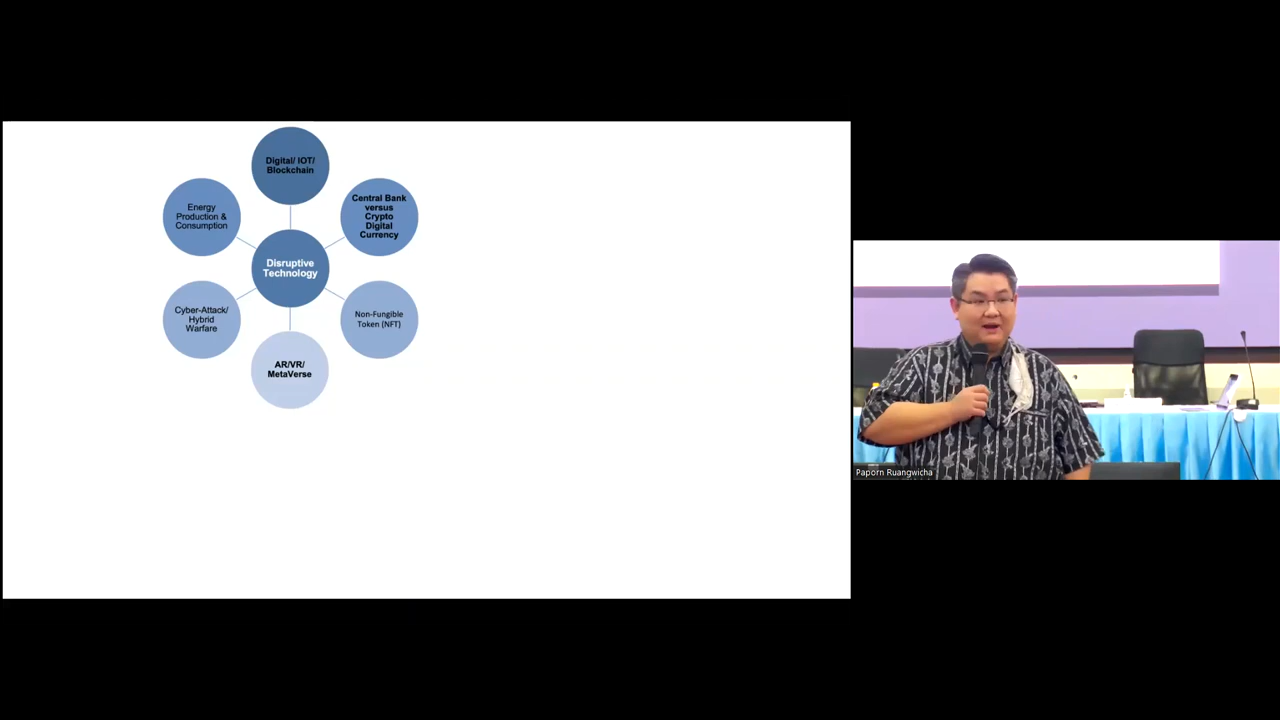 Digital/ IOT/
Blockchain
Central Bank
versus
Crypto
Digital
Currency
Non-Fungible
Token (NFT)
AR/VR/
MetaVerse
Cyber-Attack/
Hybrid
Warfare
Energy
Production &
Consumption
Disruptive
Technology
Paporn Ruangwicha